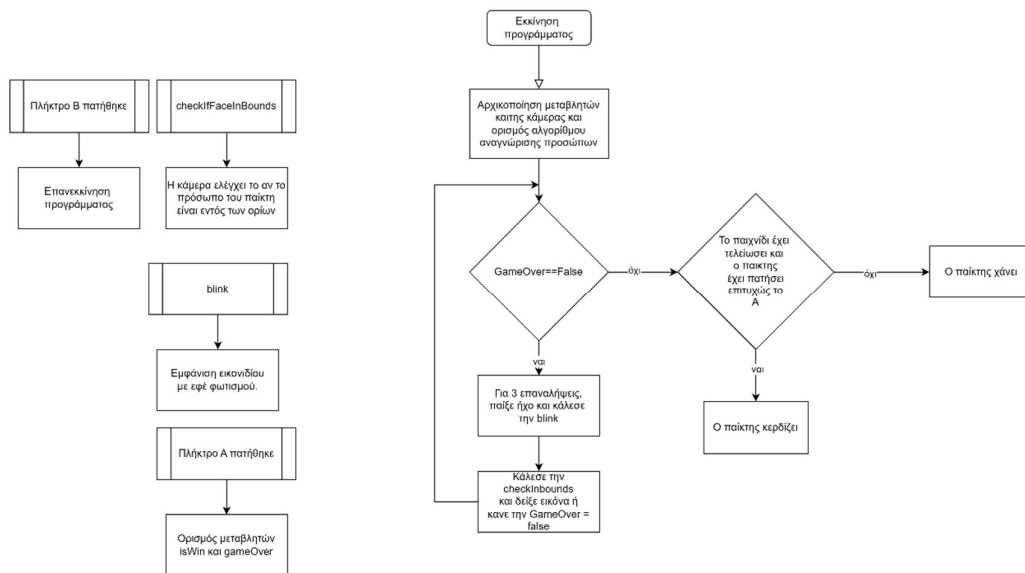 Εκκίνηση
προγράμματος
Πλήκτρο Β πατήθηκε
checkIfFaceInBounds
Αρχικοποίηση μεταβλητών
καιτης κάμερας και
ορισμός αλγορίθμου
αναγνώρισης προσώπων
Επανεκκίνηση
προγράμματος
Η κάμερα ελέγχει το αν το
πρόσωπο του παίκτη
είναι εντός των ορίων
GameOver==False
όχι
Το παιχνίδι έχει
τελείωσει και
ο παικτης
έχει πατήσει
επιτυχώς το
Α
όχι
Ο παίκτης χάνει
blink
ναι
ναι
Εμφάνιση εικονιδίου
με εφέ φωτισμού.
Για 3 επαναλήψεις,
παίξε ήχο και κάλεσε
την blink
Ο παίκτης κερδίζει
Πλήκτρο Α πατήθηκε
Κάλεσε την
checkInbounds
και δείξε εικόνα ή
κανε την GameOver =
false
Ορισμός μεταβλητών
isWin και gameOver